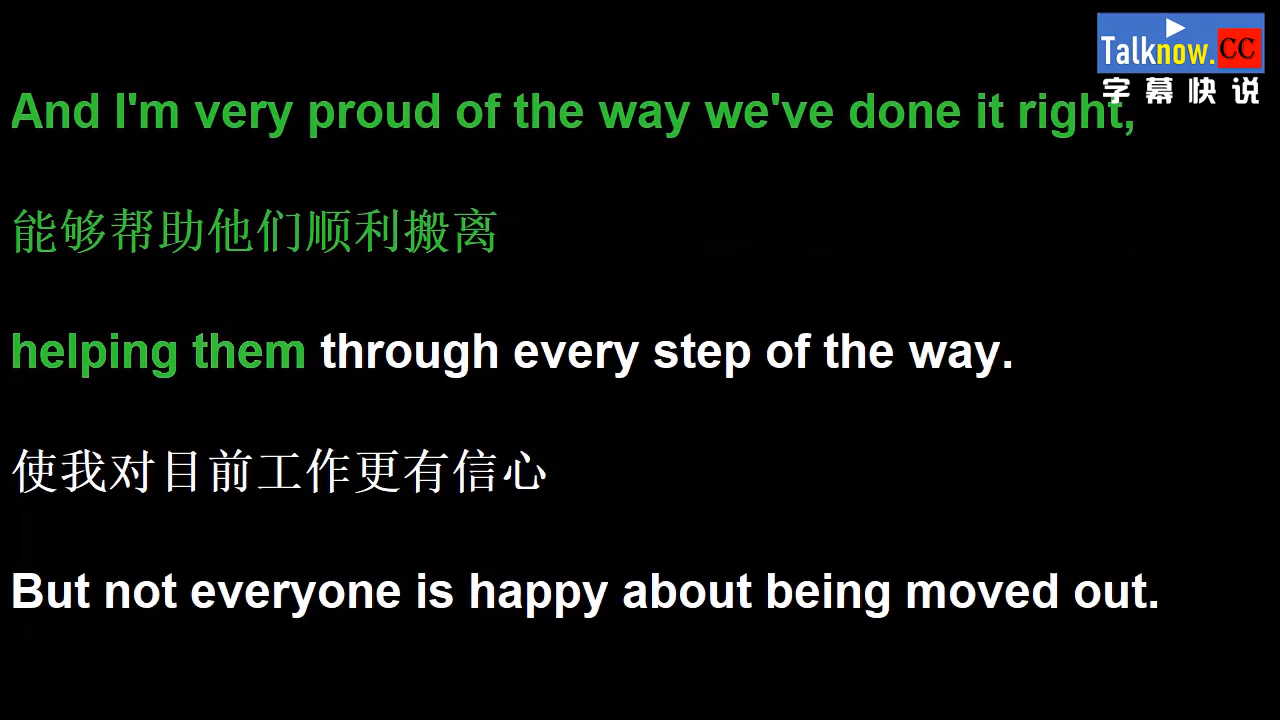 Talknow.CC
字幕快说
And I'm very proud of the way we've done it right,
能够帮助他们顺利搬离
helping them through every step of the way.
使我对目前工作更有信心
But not everyone is happy about being moved out.